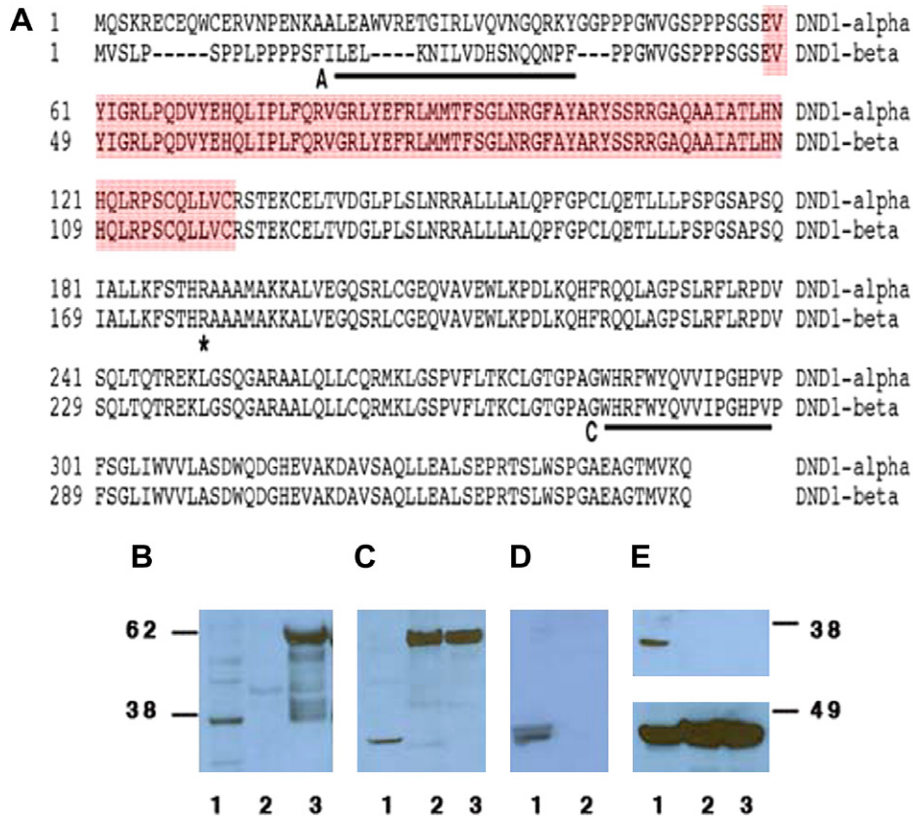 A
1 MQSKRECEQWCERVNPENKAALEAWVRETGIRLVQVNGQRKYGGPPPGWVGSPPPSGSEV DND1-alpha
1 MVSLP-----SPPLPPPPSFILEL----KNILVDHSNQQNPF---PPGWVGSPPPSGSEV DND1-beta
A
61 YIGRLPQDVYEHQLIPLFQRVGRLYEFRLMMTFSGLNRGFAYARYSSRRGAQAAIATLHN DND1-alpha
49 YIGRLPQDVYEHQLIPLFQRVGRLYEFRLMMTFSGLNRGFAYARYSSRRGAQAAIATLHN DND1-beta
121 HQLRPSCQLLVCRSTEKCELTVDGLPLSLNRRALLLALQPFGPCLQETLLLPSPGSAPSQ DND1-alpha
109 HQLRPSCQLLVCRSTEKCELTVDGLPLSLNRRALLLALQPFGPCLQETLLLPSPGSAPSQ DND1-beta
181 IALLKFSTHRAAAMAKKALVEGQSRLCGEQVAVEWLKPDLKQHFRQQLAGPSLRFLRPDV DND1-alpha
169 IALLKFSTHRAAAMAKKALVEGQSRLCGEQVAVEWLKPDLKQHFRQQLAGPSLRFLRPDV DND1-beta
*
241 SQLTQTREKLGSQGARAALQLLCQRMKLGSPVFLTKCLGTGPAGWHRFWYQVVIPGHPVP DND1-alpha
229 SQLTQTREKLGSQGARAALQLLCQRMKLGSPVFLTKCLGTGPAGWHRFWYQVVIPGHPVP DND1-beta
C
301 FSGLIWVVLASDWQDGHEVAKDAVSAQLLEALSEPRTSLWSPGAEAGTMVKQ DND1-alpha
289 FSGLIWVVLASDWQDGHEVAKDAVSAQLLEALSEPRTSLWSPGAEAGTMVKQ DND1-beta
B C D E
62
38
38
49
1 2 3 1 2 3 1 2 1 2 3